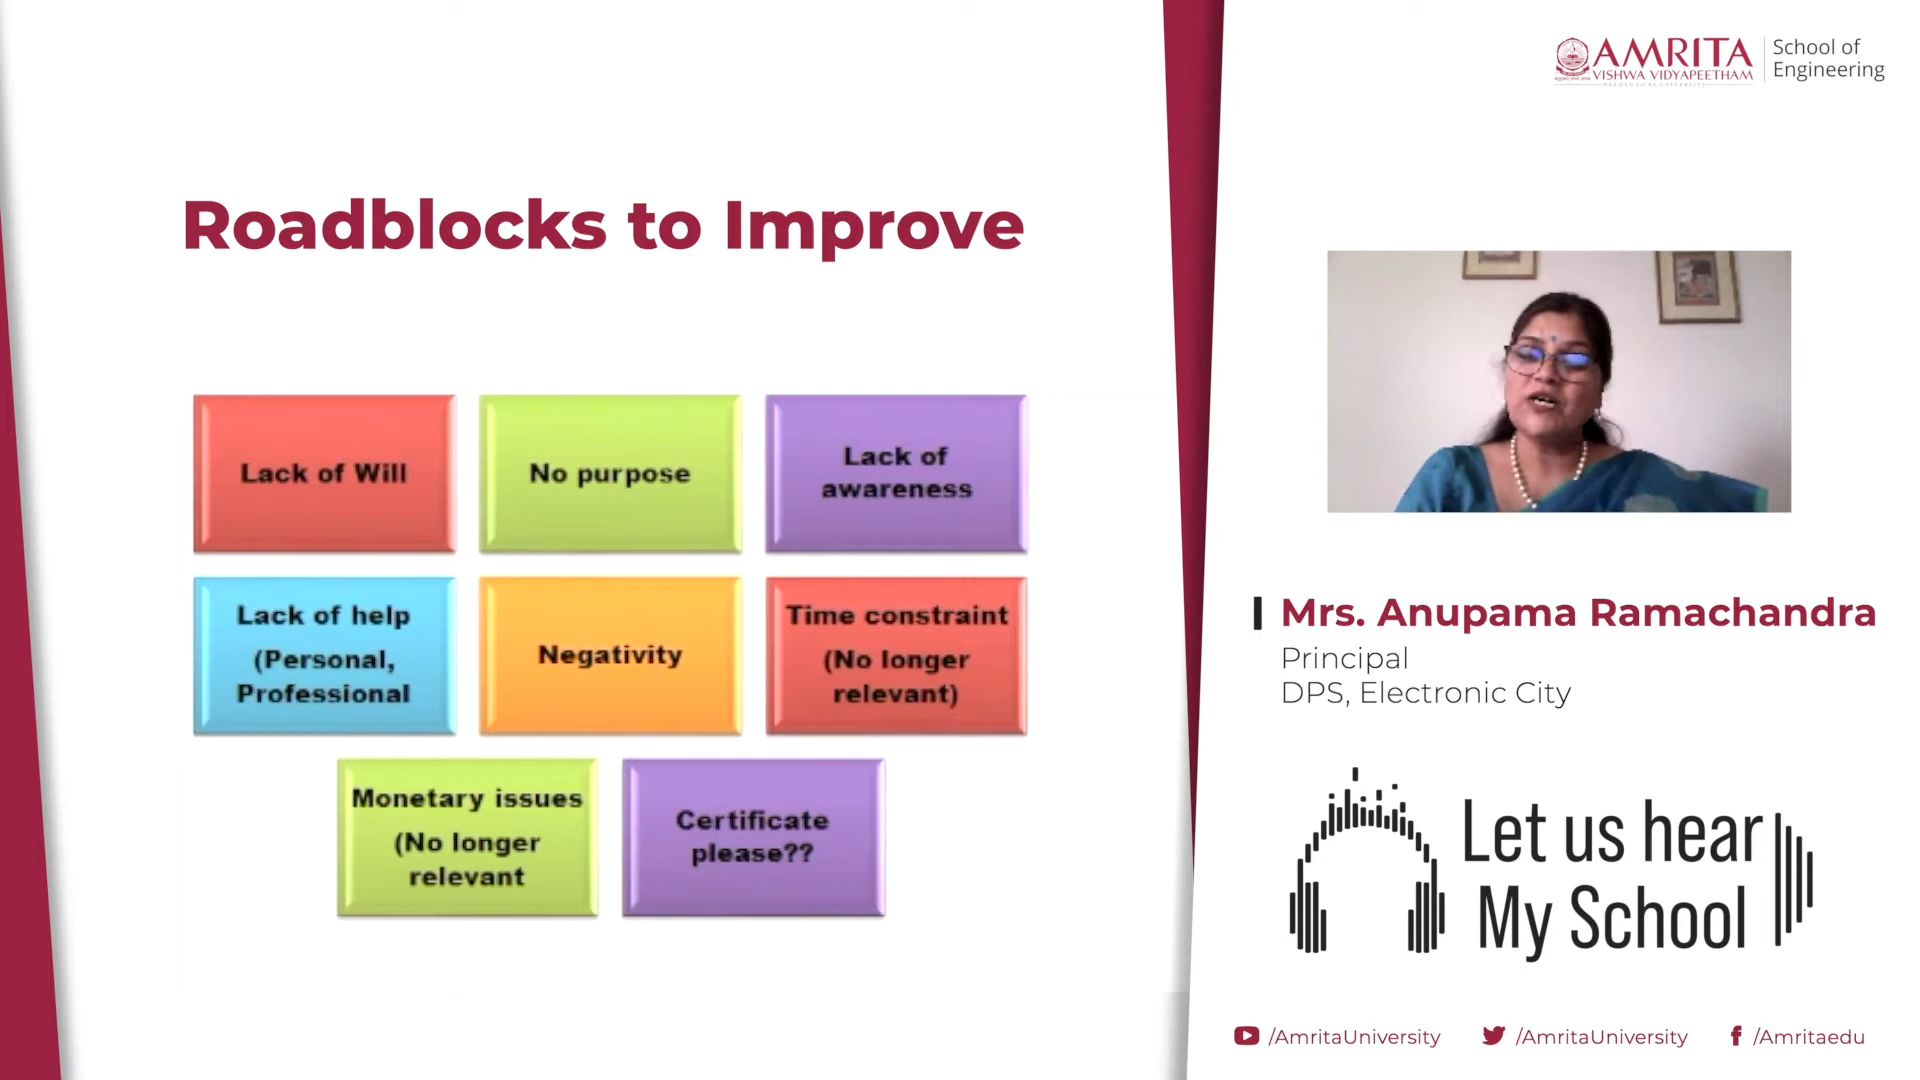 AMRITA
VISHWA VIDYAPEETHAM
School of
Engineering
Roadblocks to Improve
Lack of Will
No purpose
Lack of
awareness
Lack of help
(Personal,
Professional
Negativity
Time constraint
(No longer
relevant)
Monetary issues
(No longer
relevant
Certificate
please??
Mrs. Anupama Ramachandra
Principal
DPS, Electronic City
Let us hear
My School
/AmritaUniversity
/AmritaUniversity
/Amritaedu